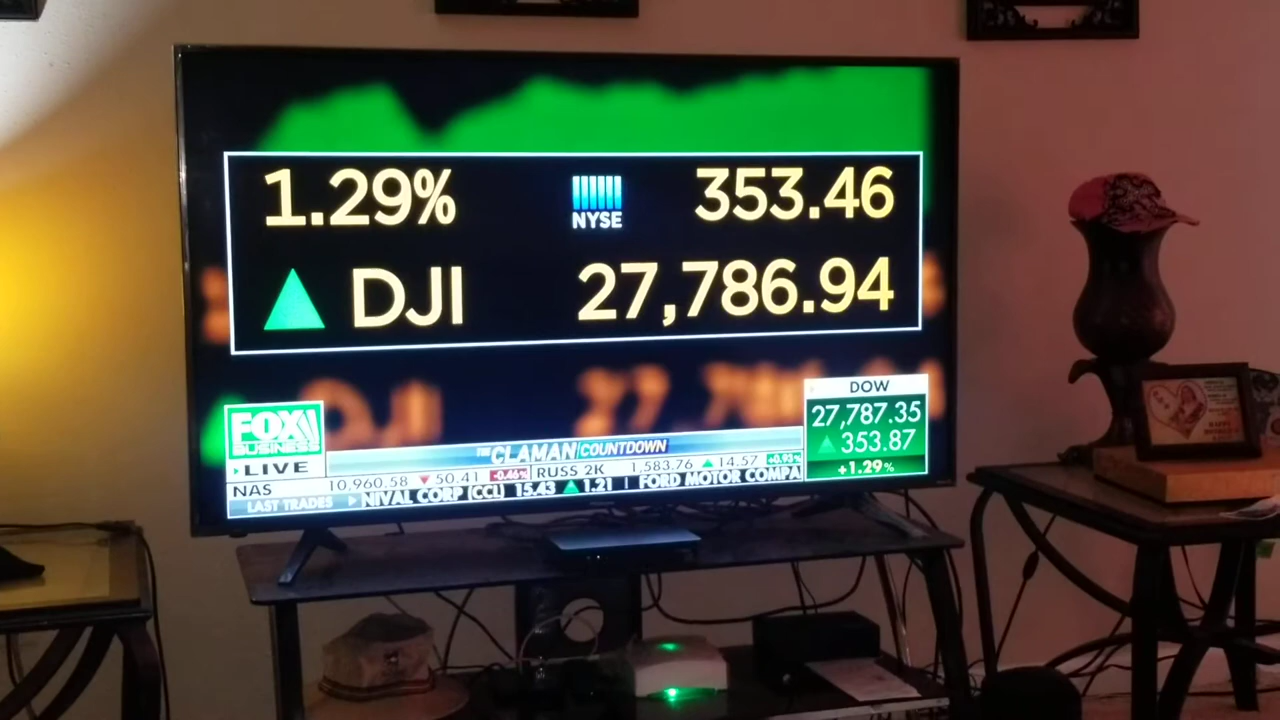 1.29% NYSE 353.46
▲ DJI 27,786.94
DOW
27,787.35
▲ 353.87
+1.29%
FOX
BUSINESS
LIVE
THE CLAMAN COUNTDOWN
NAS 10,960.58 ▼ 50.41 -0.46% RUSS 2K 1,583.76 ▲ 14.57 +0.93%
LAST TRADES NIVAL CORP (CCL) 15.43 ▲ 1.21 | FORD MOTOR COMPA